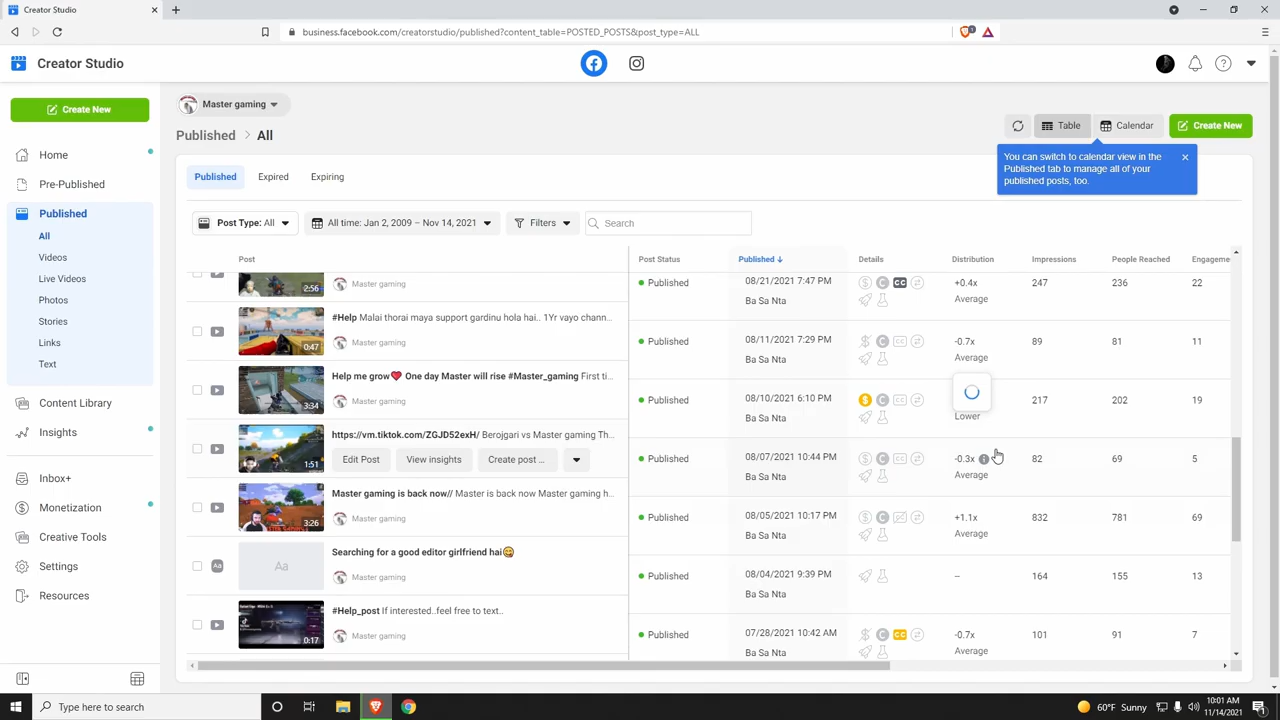 Creator Studio
business.facebook.com/creatorstudio/published?content_table=POSTED_POSTS&post_type=ALL
Creator Studio
Create New
Home
Pre-Published
Published
All
Videos
Live Videos
Photos
Stories
Links
Text
Content Library
Insights
Inbox+
Monetization
Creative Tools
Settings
Resources
Master gaming
Published > All
Table
Calendar
Create New
You can switch to calendar view in the
Published tab to manage all of your
published posts, too.
Published Expired Expiring
Post Type: All
All time: Jan 2, 2009 – Nov 14, 2021
Filters
Search
Post Post Status Published ↓ Details Distribution Impressions People Reached Engageme
2:56
Master gaming
Published
08/21/2021 7:47 PM
Ba Sa Nta
CC
+0.4x
Average
247 236 22
#Help Malai thorai maya support gardinu hola hai.. 1Yr vayo chann...
0:47
Master gaming
Published
08/11/2021 7:29 PM
Ba Sa Nta
CC
-0.7x
Average
89 81 11
Help me grow❤️ One day Master will rise #Master_gaming First ti...
3:34
Master gaming
Published
08/10/2021 6:10 PM
Ba Sa Nta
CC
Lower
217 202 19
https://vm.tiktok.com/ZGJD52exH/ Berojgari vs Master gaming Th...
1:51
Edit Post View insights Create post ...
Published
08/07/2021 10:44 PM
Ba Sa Nta
CC
-0.3x
Average
82 69 5
Master gaming is back now// Master is back now Master gaming h...
3:26
Master gaming
Published
08/05/2021 10:17 PM
Ba Sa Nta
+1.1x
Average
832 781 69
Searching for a good editor girlfriend hai😋
Aa
Aa
Master gaming
Published
08/04/2021 9:39 PM
Ba Sa Nta
--
164 155 13
#Help_post If interested..feel free to text..
0:17
Master gaming
Published
07/28/2021 10:42 AM
Ba Sa Nta
CC
-0.7x
Average
101 91 7
Type here to search
60°F Sunny
10:01 AM
11/14/2021